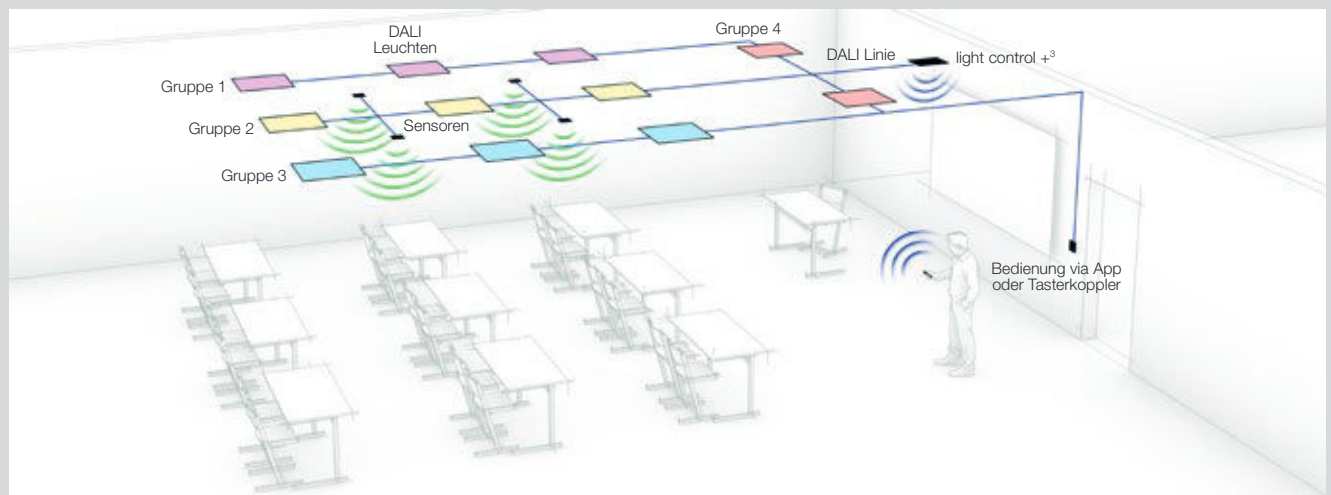 DALI
Leuchten
Gruppe 4
DALI Linie
light control +³
Gruppe 1
Gruppe 2
Sensoren
Gruppe 3
Bedienung via App
oder Tasterkoppler